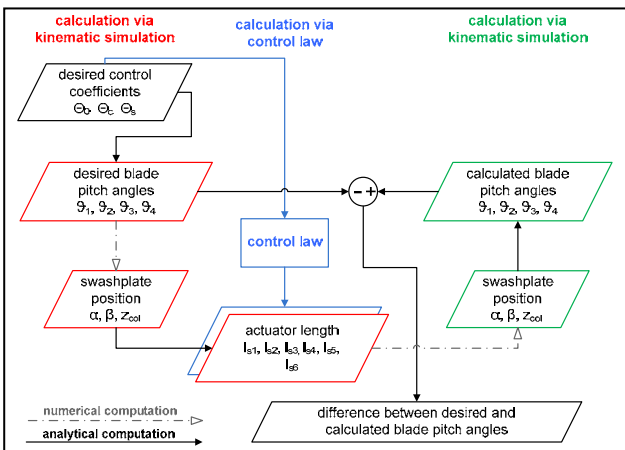 calculation via
kinematic simulation
calculation via
control law
calculation via
kinematic simulation
desired control
coefficients
Θ₀, Θc, Θs
desired blade
pitch angles
ϑ₁, ϑ₂, ϑ₃, ϑ₄
- +
calculated blade
pitch angles
ϑ₁, ϑ₂, ϑ₃, ϑ₄
control law
swashplate
position
α, β, zcol
swashplate
position
α, β, zcol
actuator length
ls1, ls2, ls3, ls4, ls5,
ls6
numerical computation
analytical computation
difference between desired and
calculated blade pitch angles